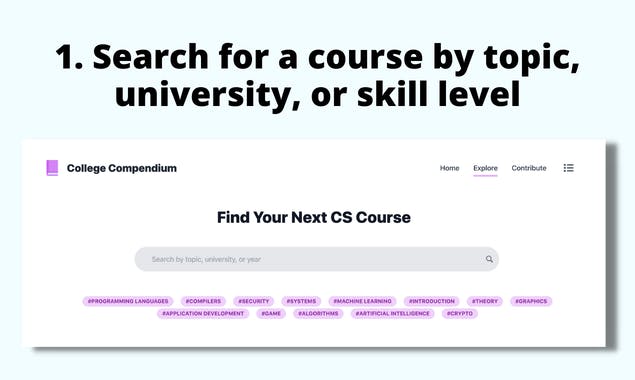 1. Search for a course by topic,
university, or skill level
College Compendium
Home Explore Contribute
Find Your Next CS Course
Search by topic, university, or year
#PROGRAMMING LANGUAGES #COMPILERS #SECURITY #SYSTEMS #MACHINE LEARNING #INTRODUCTION #THEORY #GRAPHICS
#APPLICATION DEVELOPMENT #GAME #ALGORITHMS #ARTIFICIAL INTELLIGENCE #CRYPTO